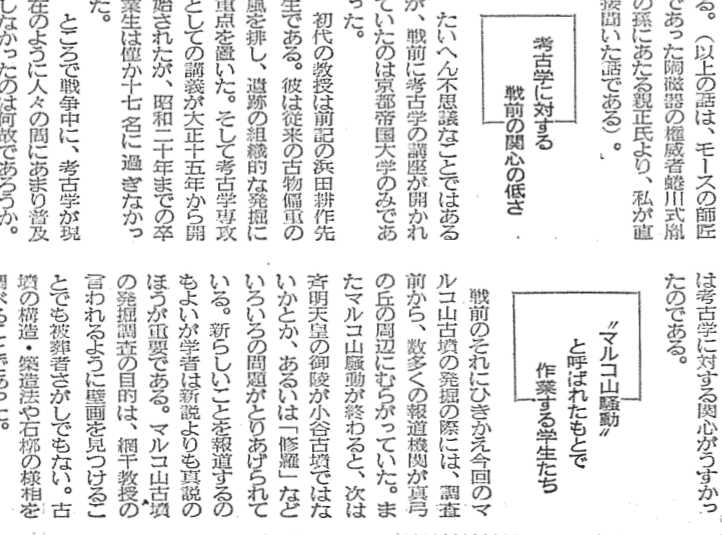 る。（以上の話は、モースの師匠
であった陶磁器の権威者蜷川式胤
の孫にあたる親正氏より、私が直
接聞いた話である）。
考古学に対する
戦前の関心の低さ
たいへん不思議なことではある
が、戦前に考古学の講座が開かれ
ていたのは京都帝国大学のみであ
った。
初代の教授は前記の浜田耕作先
生である。彼は従来の古物偏重の
風を排し、遺跡の組織的な発掘に
重点を置いた。そして考古学専攻
としての講義が大正十五年から開
始されたが、昭和二十年までの卒
業生は僅か十七名に過ぎなかっ
た。
ところで戦争中に、考古学が現
在のように人々の間にあまり普及
しなかったのは何故であろうか。
は考古学に対する関心がうすかっ
たのである。
〝マルコ山騒動〟
と呼ばれたもとで
作業する学生たち
戦前のそれにひきかえ今回のマ
ルコ山古墳の発掘の際には、調査
前から、数多くの報道機関が真弓
の丘の周辺にむらがっていた。ま
たマルコ山騒動が終わると、次は
斉明天皇の御陵が小谷古墳ではな
いかとか、あるいは「修羅」など
いろいろの問題がとりあげられて
いる。新らしいことを報道するの
もよいが学者は新説よりも真説の
ほうが重要である。マルコ山古墳
の発掘調査の目的は、網干教授の
言われるように壁画を見つけるこ
とでも被葬者さがしでもない。古
墳の構造・築造法や石槨の様相を
調べることであった。